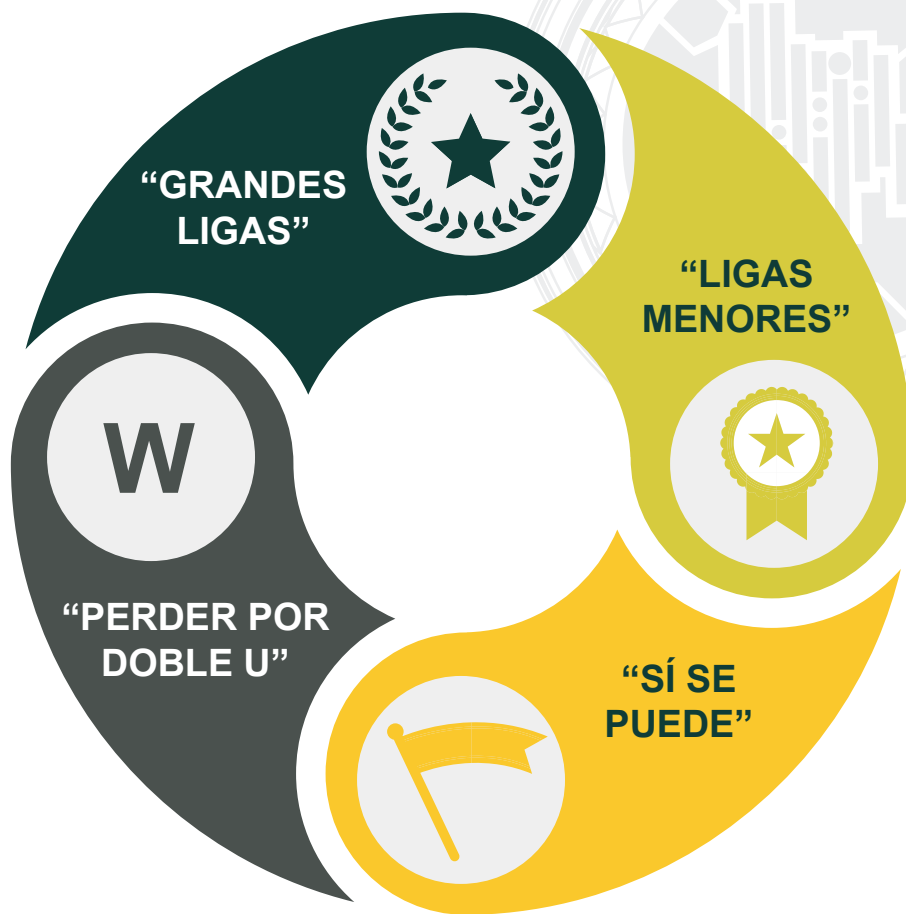 “GRANDES
LIGAS”
“LIGAS
MENORES”
“SÍ SE
PUEDE”
W
“PERDER POR
DOBLE U”